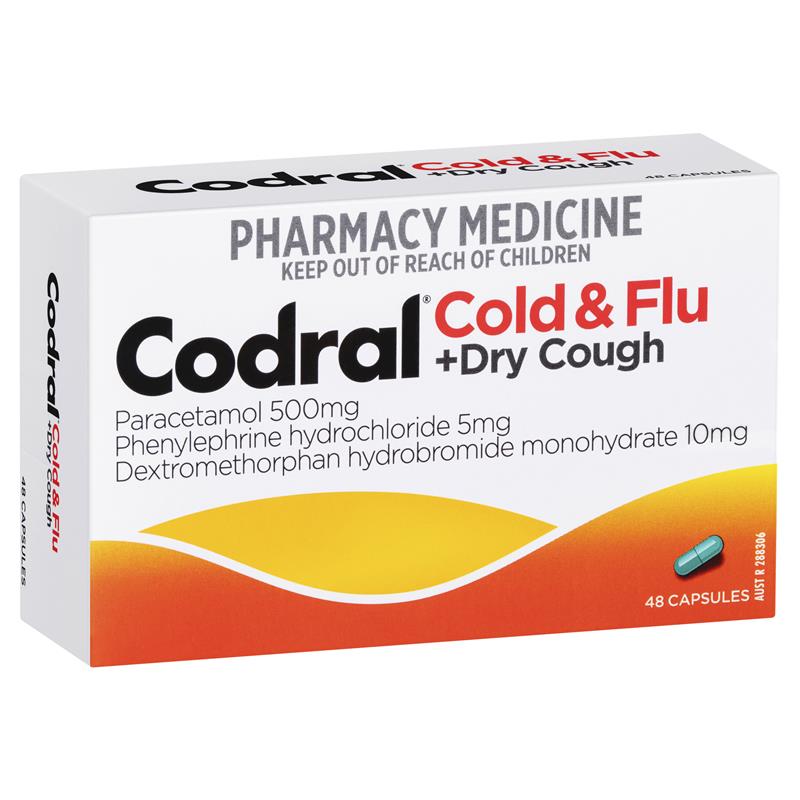 Codral Cold & Flu
+Dry Cough
48 CAPSULES
PHARMACY MEDICINE
KEEP OUT OF REACH OF CHILDREN
Codral® Cold & Flu
+Dry Cough
Paracetamol 500mg
Phenylephrine hydrochloride 5mg
Dextromethorphan hydrobromide monohydrate 10mg
48 CAPSULES
AUST R 288306
Codral Cold & Flu
+Dry Cough
48 CAPSULES